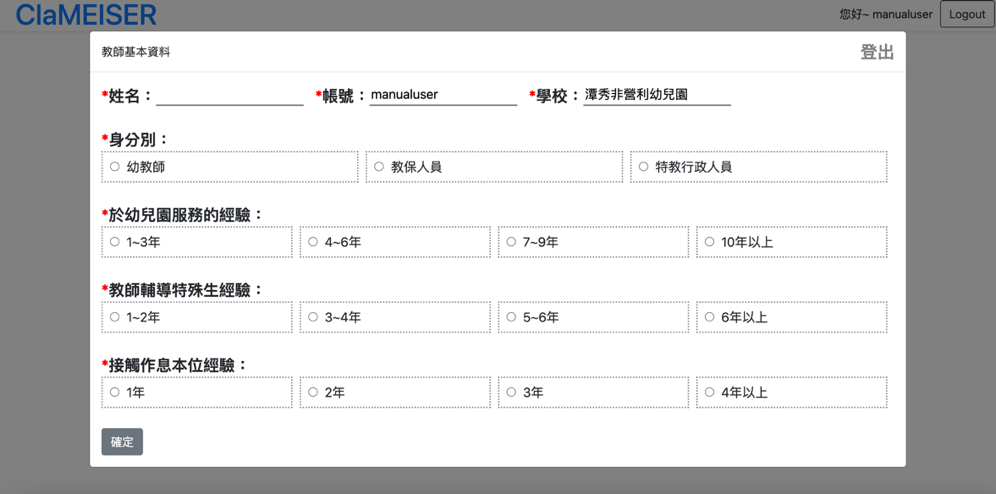 ClaMEISER
您好~ manualuser Logout
教師基本資料 登出
*姓名： *帳號：manualuser *學校：潭秀非營利幼兒園
*身分別：
幼教師 教保人員 特教行政人員
*於幼兒園服務的經驗：
1~3年 4~6年 7~9年 10年以上
*教師輔導特殊生經驗：
1~2年 3~4年 5~6年 6年以上
*接觸作息本位經驗：
1年 2年 3年 4年以上
確定